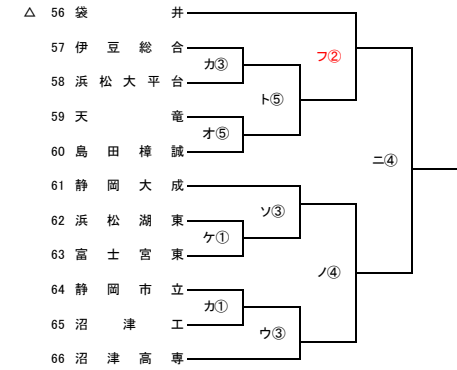 △ 56 袋井
57 伊豆総合
カ③
58 浜松大平台
フ②
ト⑤
59 天竜
オ⑤
60 島田樟誠
ニ④
61 静岡大成
ソ③
62 浜松湖東
ケ①
63 富士宮東
ノ④
64 静岡市立
カ①
65 沼津工
ウ③
66 沼津高専